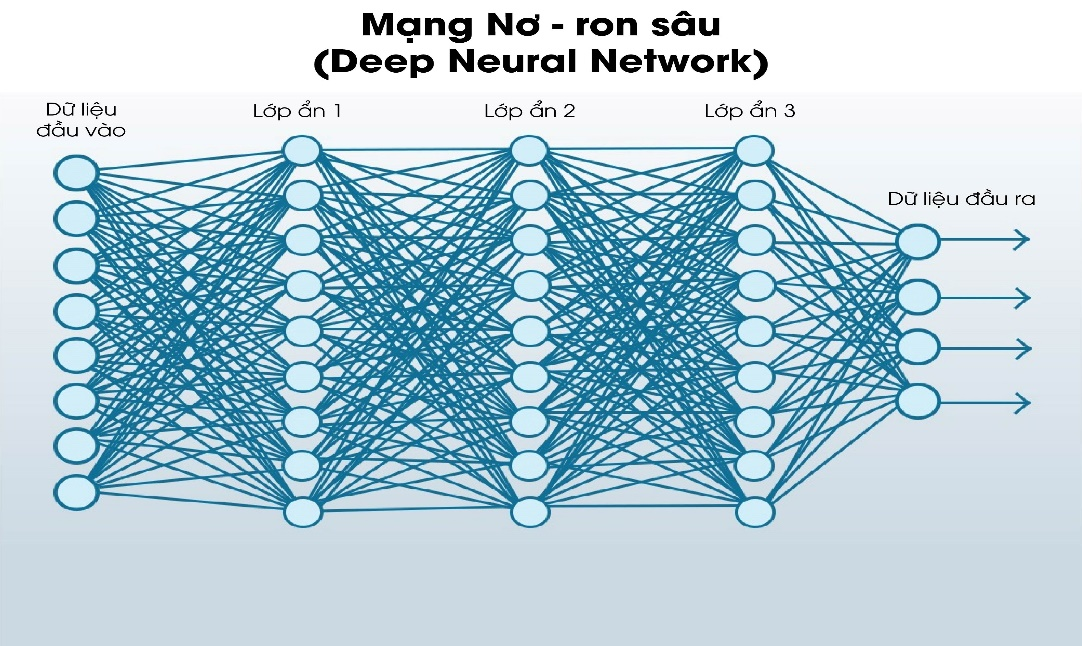 Mạng Nơ - ron sâu
(Deep Neural Network)
Dữ liệu
đầu vào
Lớp ẩn 1
Lớp ẩn 2
Lớp ẩn 3
Dữ liệu đầu ra